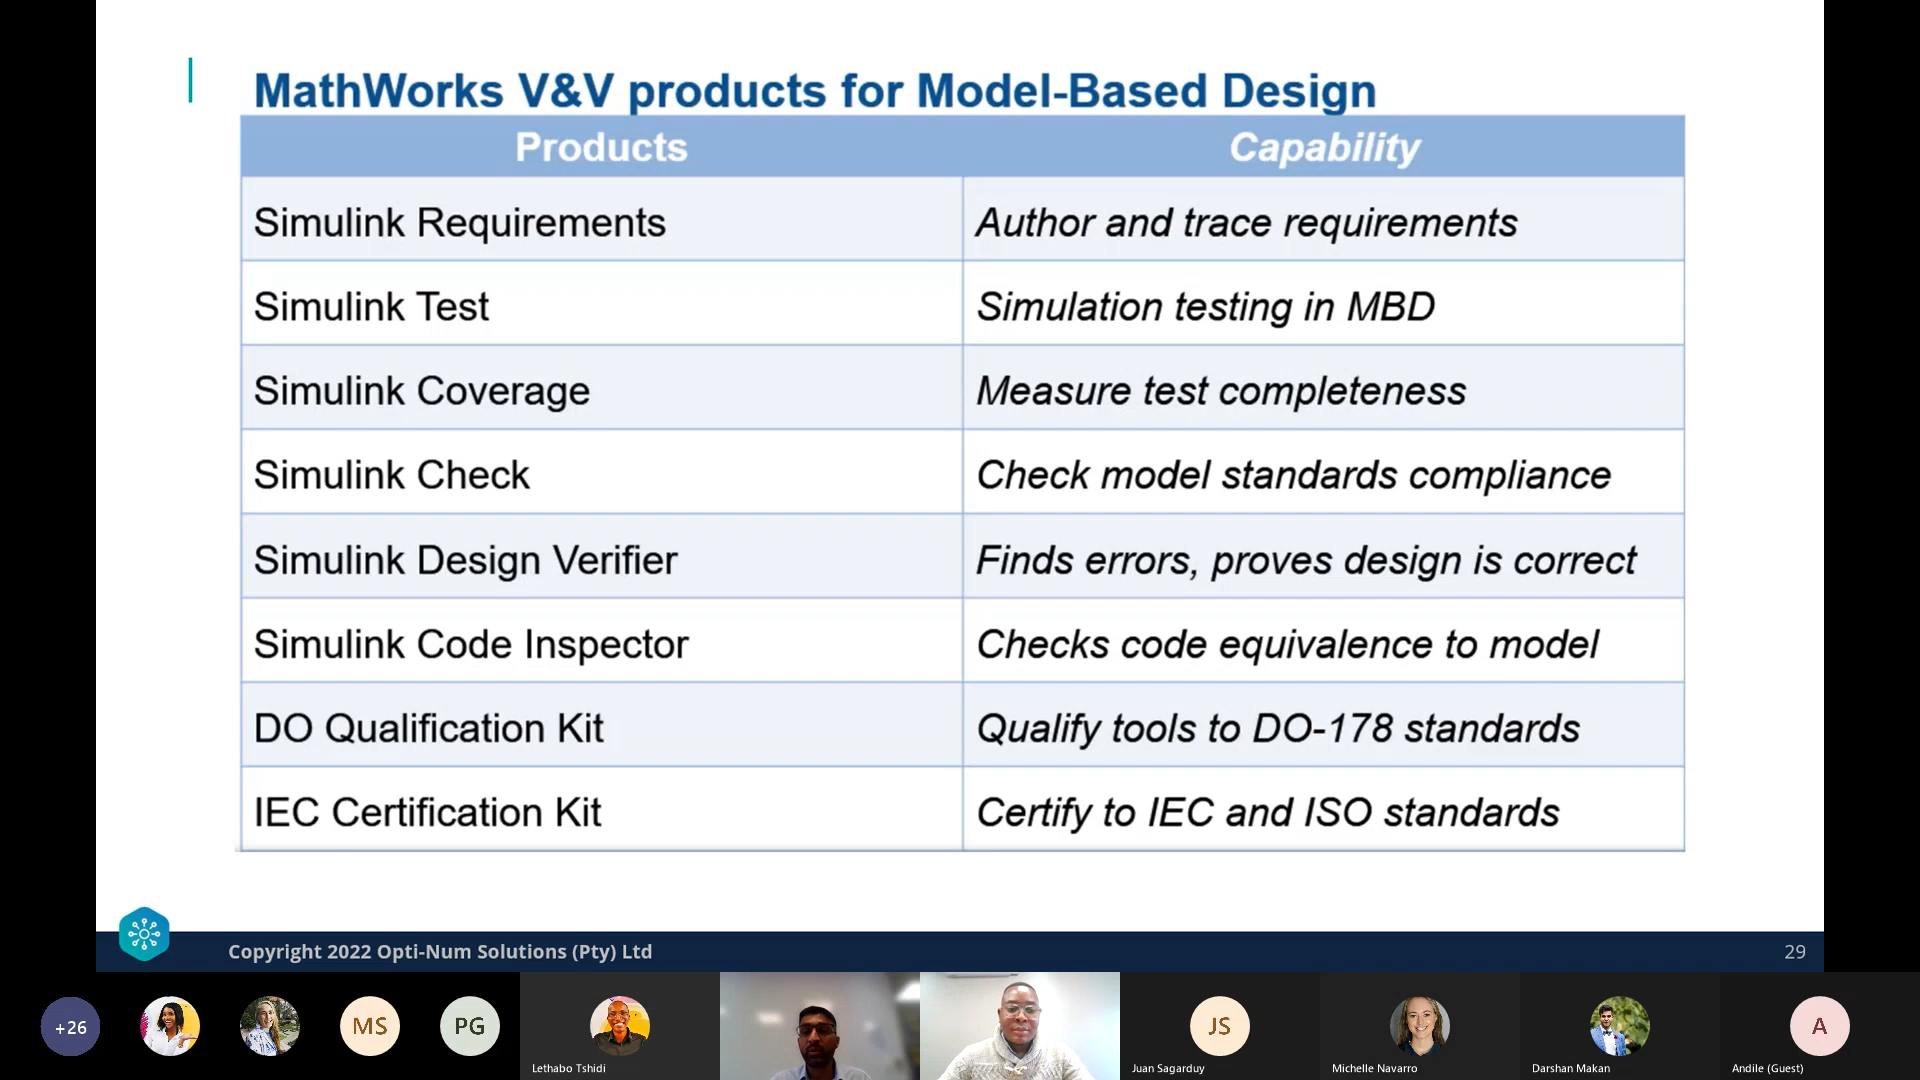 MathWorks V&V products for Model-Based Design
Products Capability
Simulink Requirements Author and trace requirements
Simulink Test Simulation testing in MBD
Simulink Coverage Measure test completeness
Simulink Check Check model standards compliance
Simulink Design Verifier Finds errors, proves design is correct
Simulink Code Inspector Checks code equivalence to model
DO Qualification Kit Qualify tools to DO-178 standards
IEC Certification Kit Certify to IEC and ISO standards
Copyright 2022 Opti-Num Solutions (Pty) Ltd 29
+26 MS PG JS A
Lethabo Tshidi Juan Sagarduy Michelle Navarro Darshan Makan Andile (Guest)